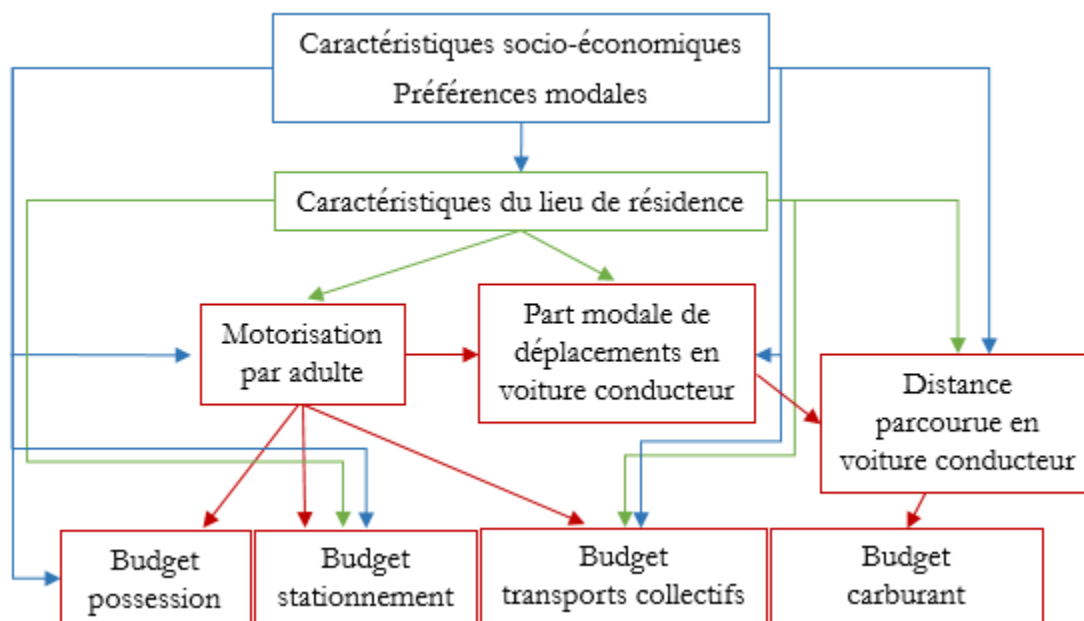 Caractéristiques socio-économiques
Préférences modales
Caractéristiques du lieu de résidence
Motorisation
par adulte
Part modale de
déplacements en
voiture conducteur
Distance
parcourue en
voiture conducteur
Budget
possession
Budget
stationnement
Budget
transports collectifs
Budget
carburant